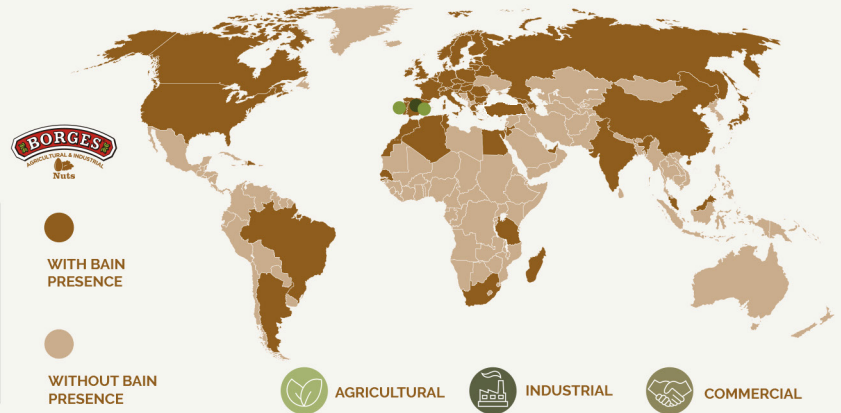 BORGES
AGRICULTURAL & INDUSTRIAL
Nuts
WITH BAIN
PRESENCE
WITHOUT BAIN
PRESENCE
AGRICULTURAL
INDUSTRIAL
COMMERCIAL